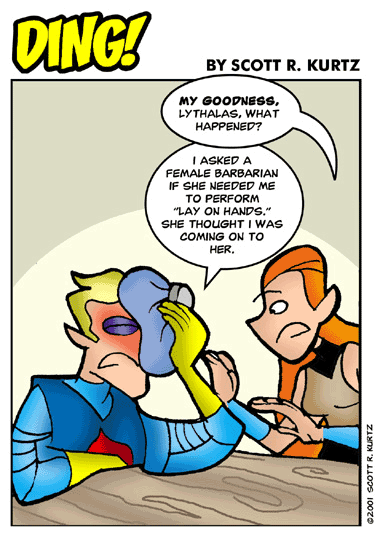 DING!
BY SCOTT R. KURTZ
MY GOODNESS,
LYTHALAS, WHAT
HAPPENED?
I ASKED A
FEMALE BARBARIAN
IF SHE NEEDED ME
TO PERFORM
"LAY ON HANDS."
SHE THOUGHT I WAS
COMING ON TO
HER.
©2001 SCOTT R. KURTZ